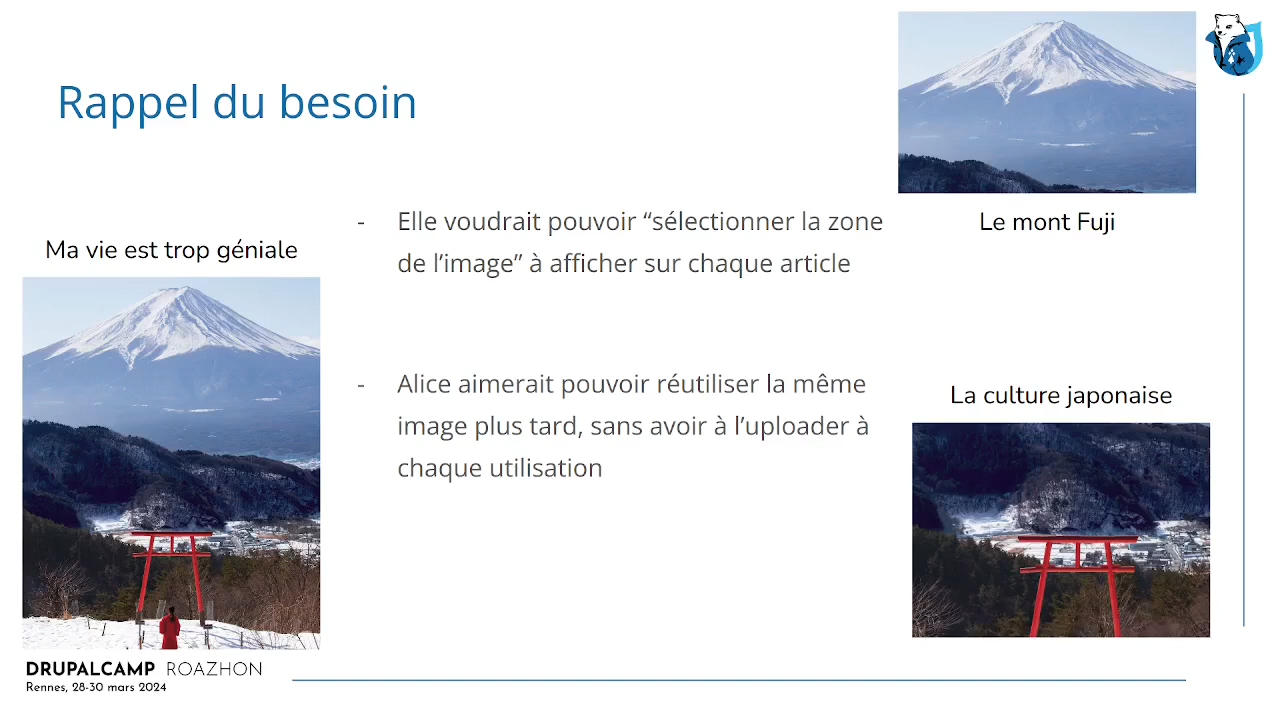 Rappel du besoin
Ma vie est trop géniale
- Elle voudrait pouvoir “sélectionner la zone
de l’image” à afficher sur chaque article
- Alice aimerait pouvoir réutiliser la même
image plus tard, sans avoir à l’uploader à
chaque utilisation
Le mont Fuji
La culture japonaise
DRUPALCAMP ROAZHON
Rennes, 28-30 mars 2024